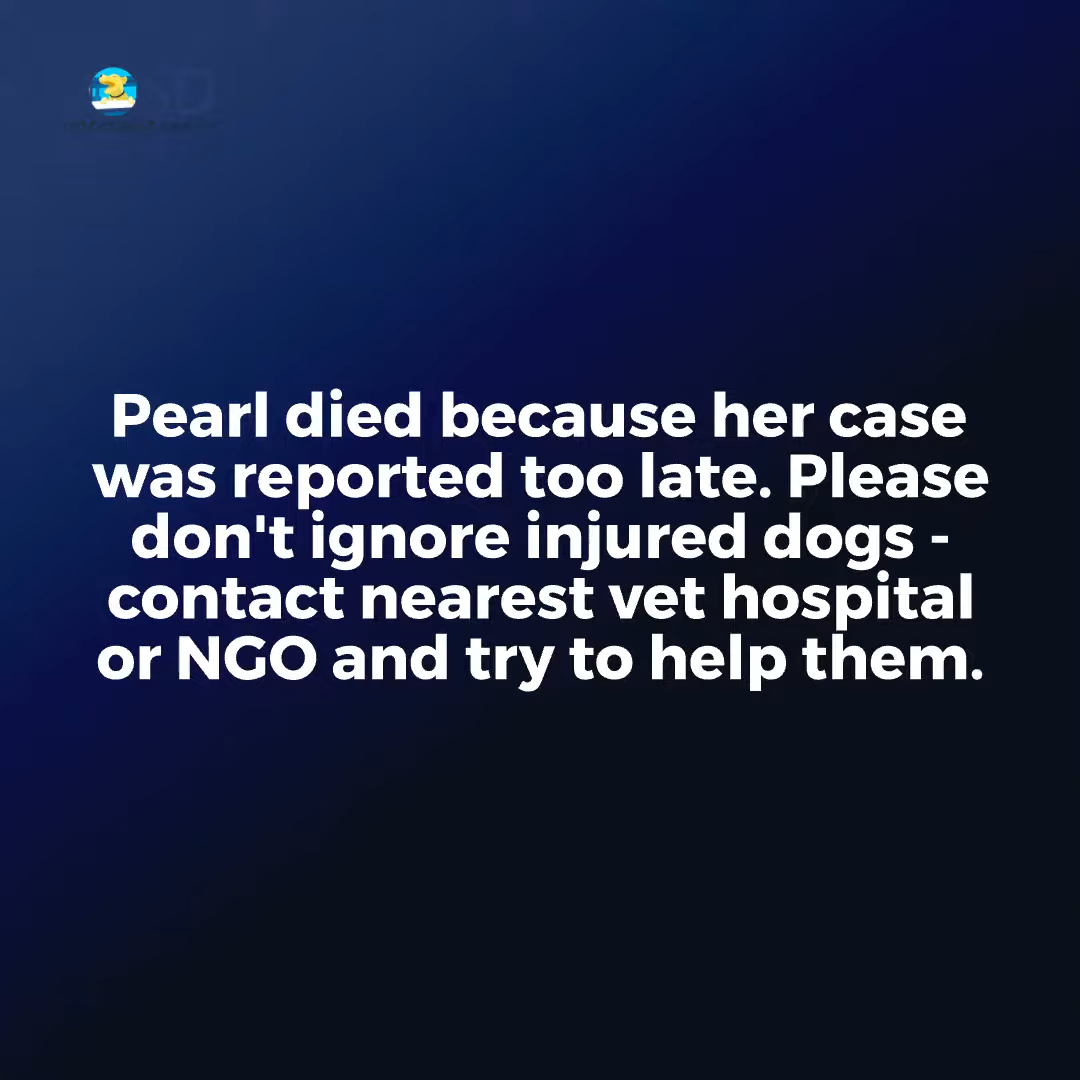 Pearl died because her case
was reported too late. Please
don't ignore injured dogs -
contact nearest vet hospital
or NGO and try to help them.